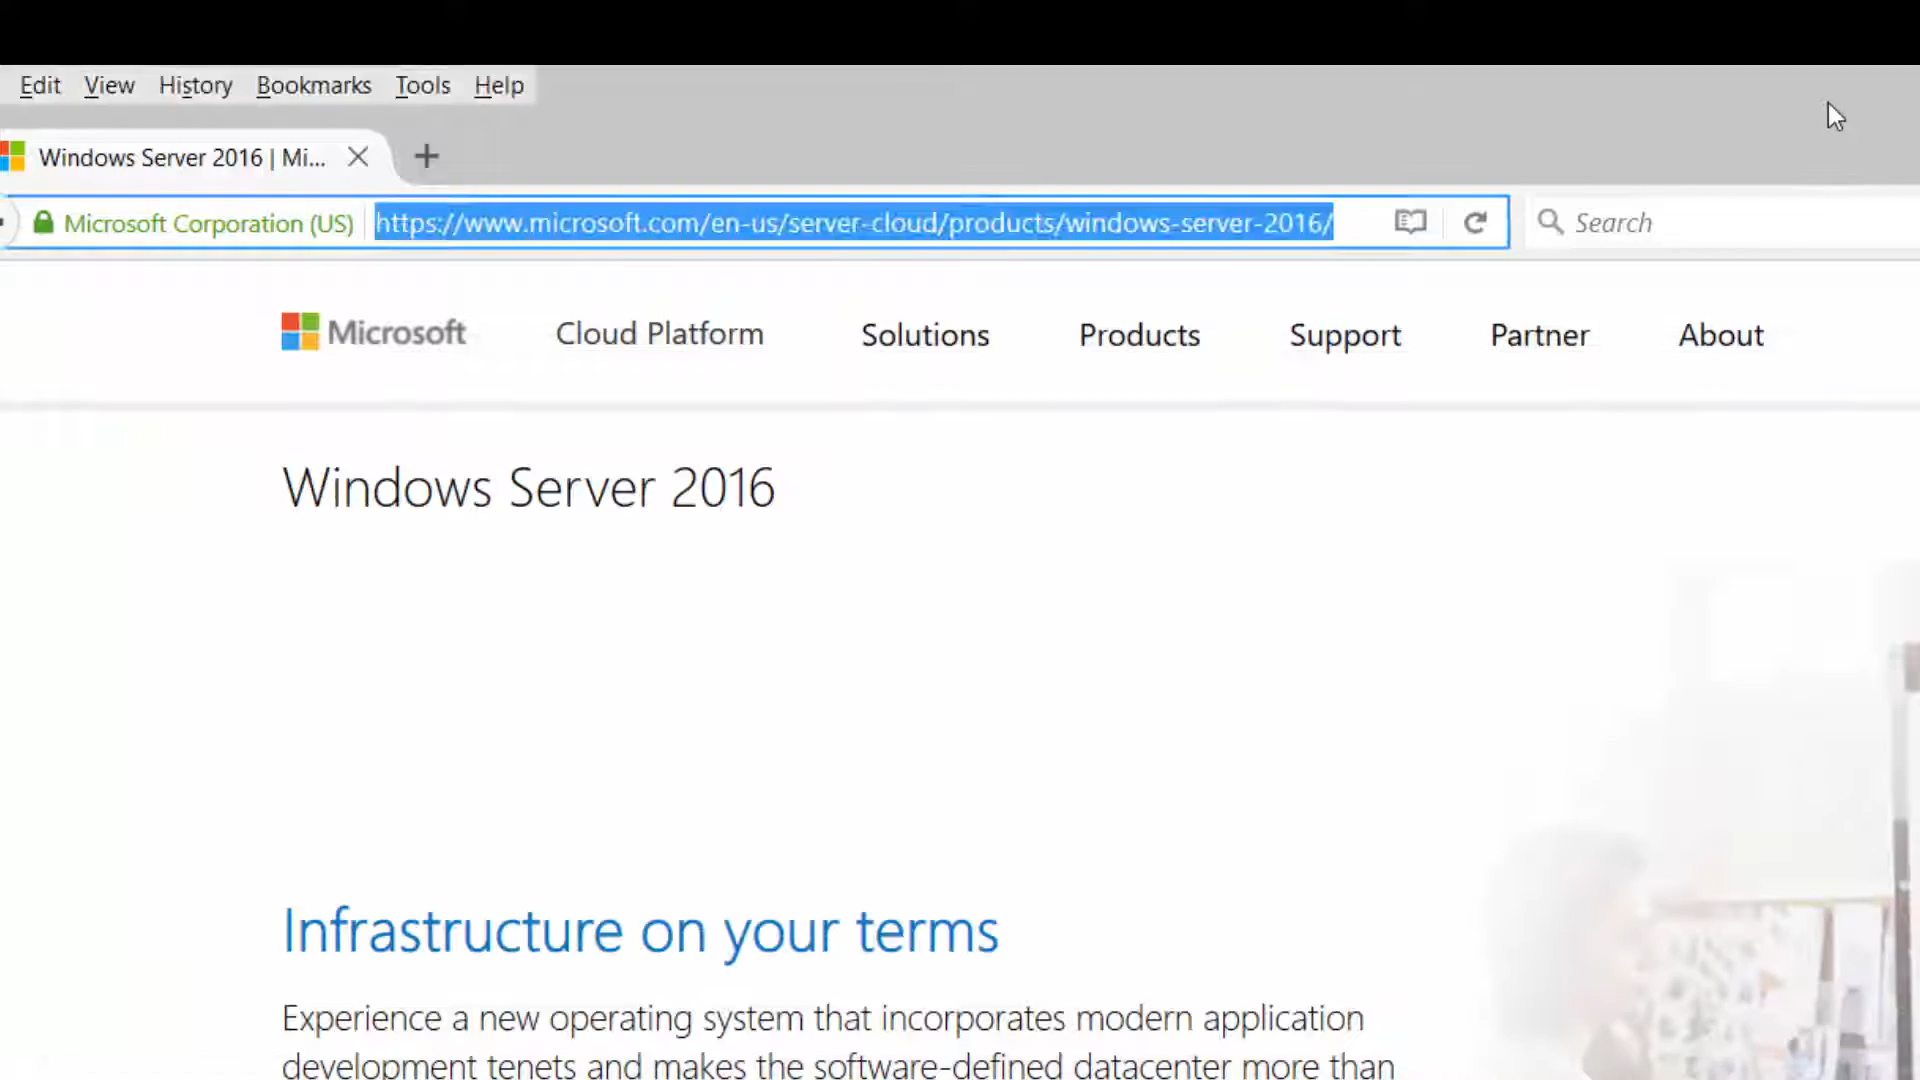 Edit View History Bookmarks Tools Help
Windows Server 2016 | Mi...
Microsoft Corporation (US) https://www.microsoft.com/en-us/server-cloud/products/windows-server-2016/ Search
Microsoft Cloud Platform Solutions Products Support Partner About
Windows Server 2016
Infrastructure on your terms
Experience a new operating system that incorporates modern application
development tenets and makes the software-defined datacenter more than